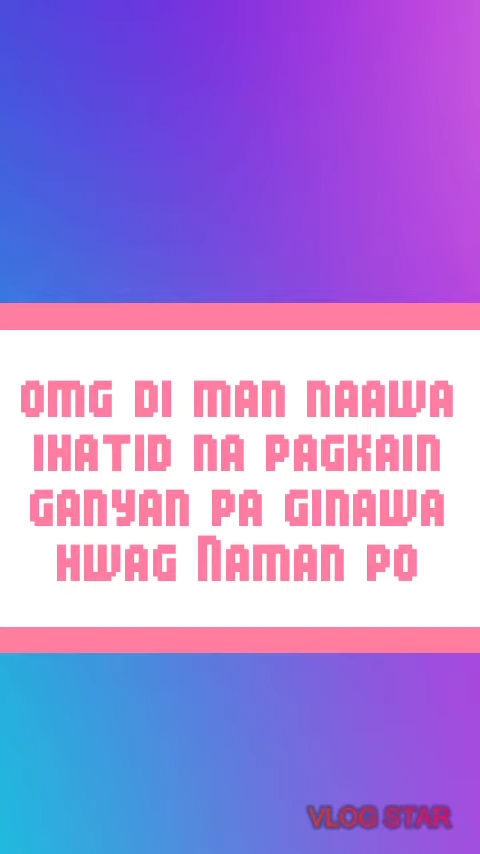 OMG DI MAN NAAWA
IHATID NA PAGKAIN
GANYAN PA GINAWA
HWAG NAMAN PO
VLOG STAR